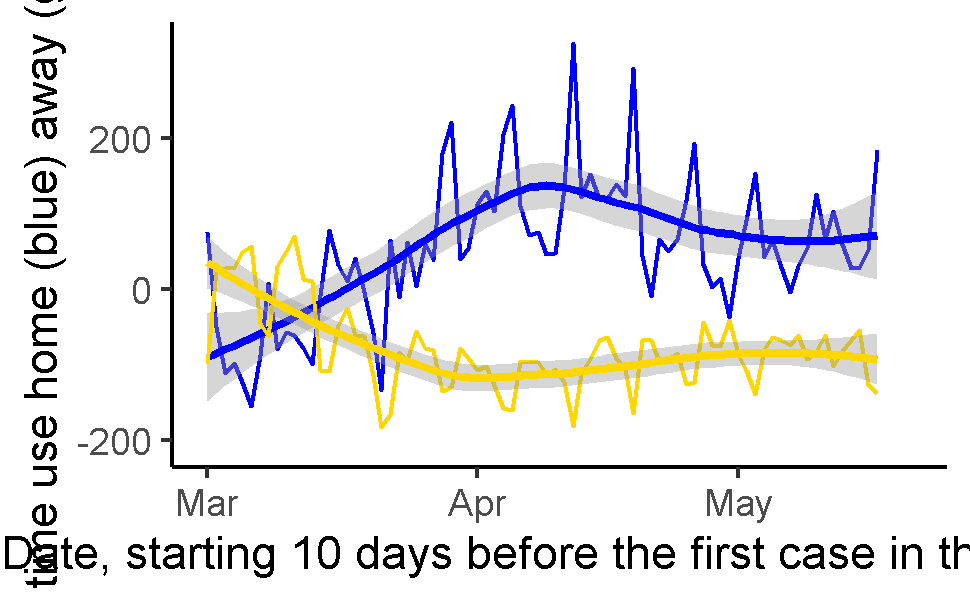 time use home (blue) away (
200
0
-200
Mar
Apr
May
Date, starting 10 days before the first case in th